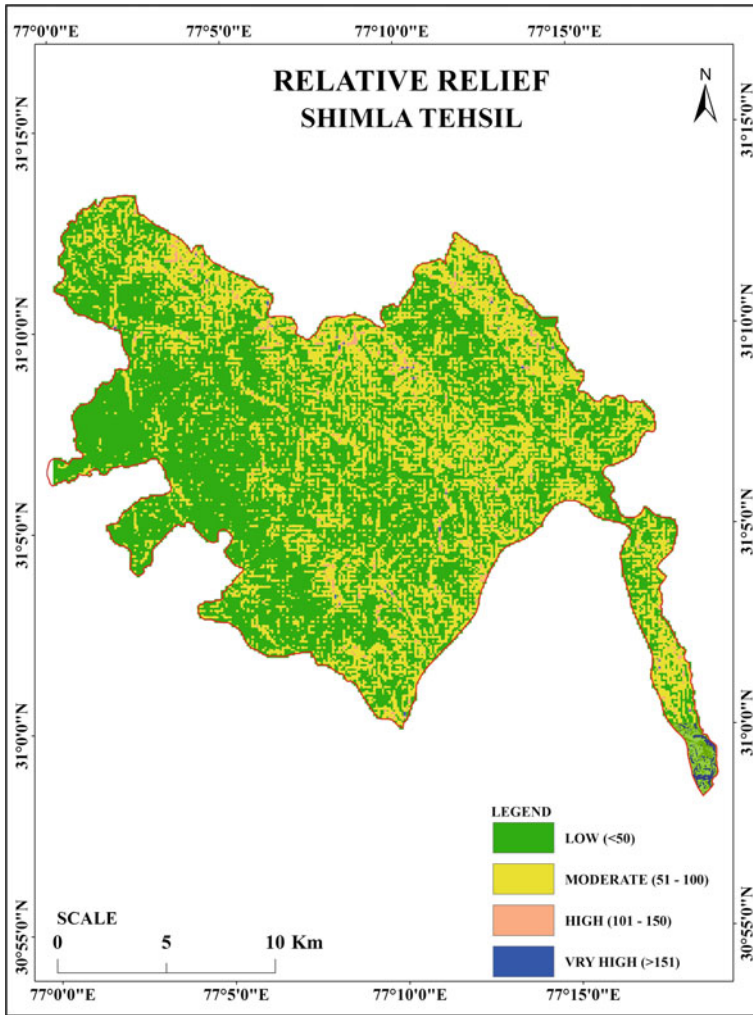 77°0'0"E 77°5'0"E 77°10'0"E 77°15'0"E
RELATIVE RELIEF
SHIMLA TEHSIL
N
31°15'0"N 31°15'0"N
31°10'0"N 31°10'0"N
31°5'0"N 31°5'0"N
31°0'0"N 31°0'0"N
30°55'0"N 30°55'0"N
LEGEND
LOW (<50)
MODERATE (51 - 100)
HIGH (101 - 150)
VRY HIGH (>151)
SCALE
0 5 10 Km
77°0'0"E 77°5'0"E 77°10'0"E 77°15'0"E